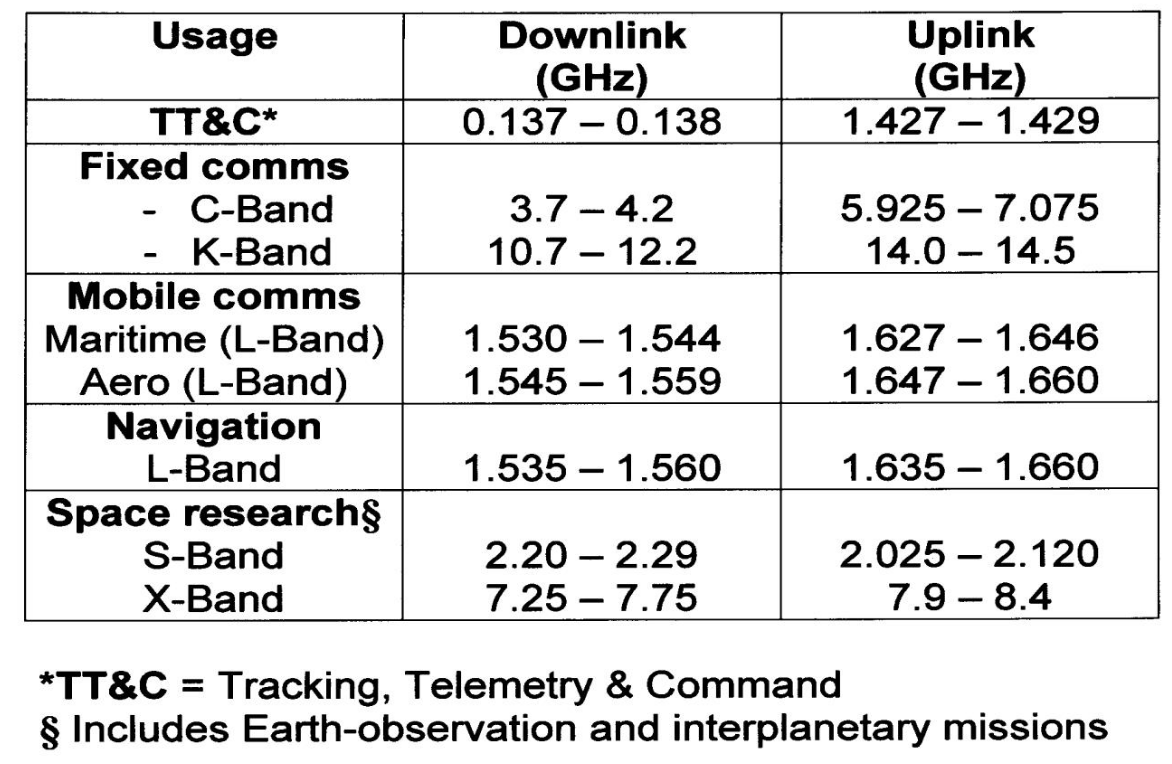 Usage Downlink Uplink
(GHz) (GHz)
TT&C* 0.137 – 0.138 1.427 – 1.429
Fixed comms
- C-Band 3.7 – 4.2 5.925 – 7.075
- K-Band 10.7 – 12.2 14.0 – 14.5
Mobile comms
Maritime (L-Band) 1.530 – 1.544 1.627 – 1.646
Aero (L-Band) 1.545 – 1.559 1.647 – 1.660
Navigation
L-Band 1.535 – 1.560 1.635 – 1.660
Space research§
S-Band 2.20 – 2.29 2.025 – 2.120
X-Band 7.25 – 7.75 7.9 – 8.4
*TT&C = Tracking, Telemetry & Command
§ Includes Earth-observation and interplanetary missions